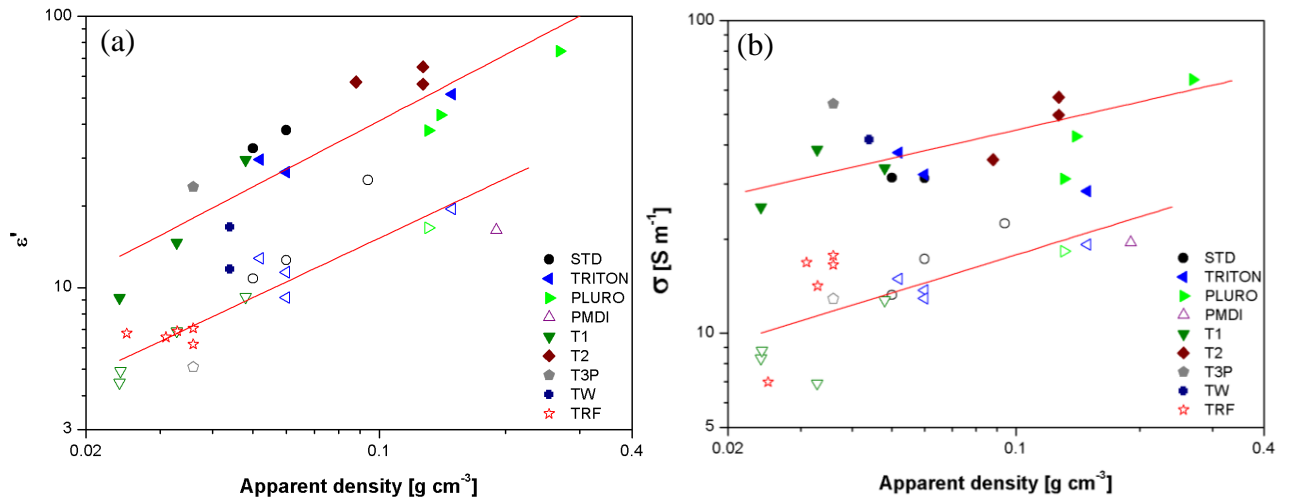 (a)
100
10
3
ε'
0.02
0.1
0.4
Apparent density [g cm-3]
STD
TRITON
PLURO
PMDI
T1
T2
T3P
TW
TRF
(b)
100
10
5
σ [S m-1]
0.02
0.1
0.4
Apparent density [g cm-3]
STD
TRITON
PLURO
PMDI
T1
T2
T3P
TW
TRF